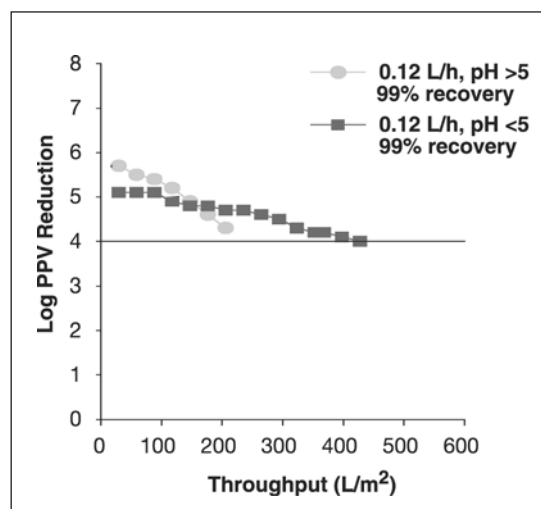 8
7
6
5
4
3
2
1
0
Log PPV Reduction
0.12 L/h, pH >5
99% recovery
0.12 L/h, pH <5
99% recovery
0 100 200 300 400 500 600
Throughput (L/m²)